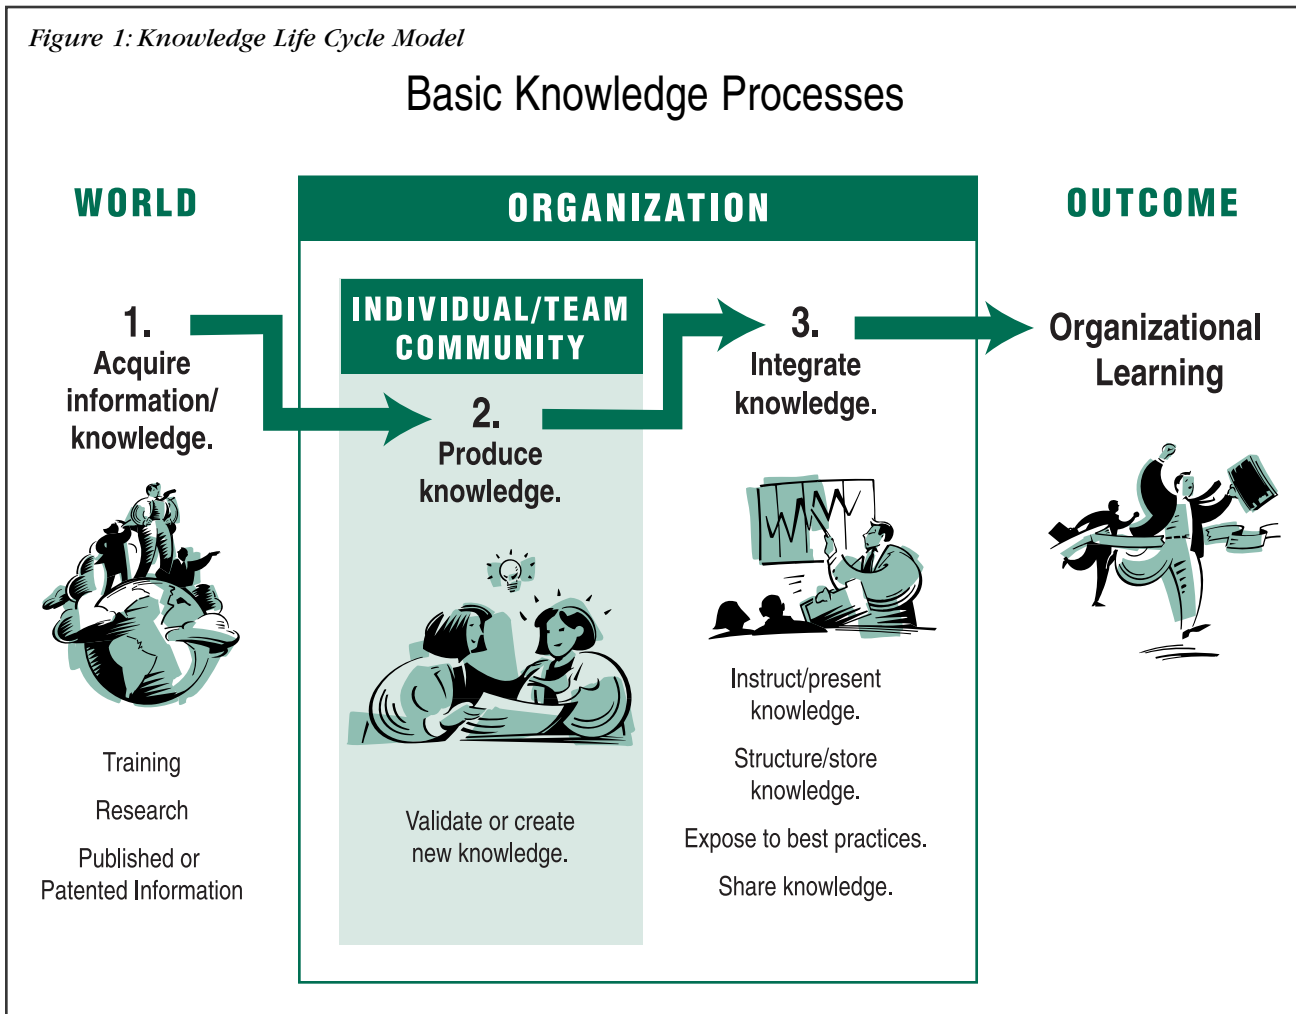 Figure 1: Knowledge Life Cycle Model
Basic Knowledge Processes
WORLD
1.
Acquire
information/
knowledge.
Training
Research
Published or
Patented Information
ORGANIZATION
INDIVIDUAL/TEAM
COMMUNITY
2.
Produce
knowledge.
Validate or create
new knowledge.
3.
Integrate
knowledge.
Instruct/present
knowledge.
Structure/store
knowledge.
Expose to best practices.
Share knowledge.
OUTCOME
Organizational
Learning